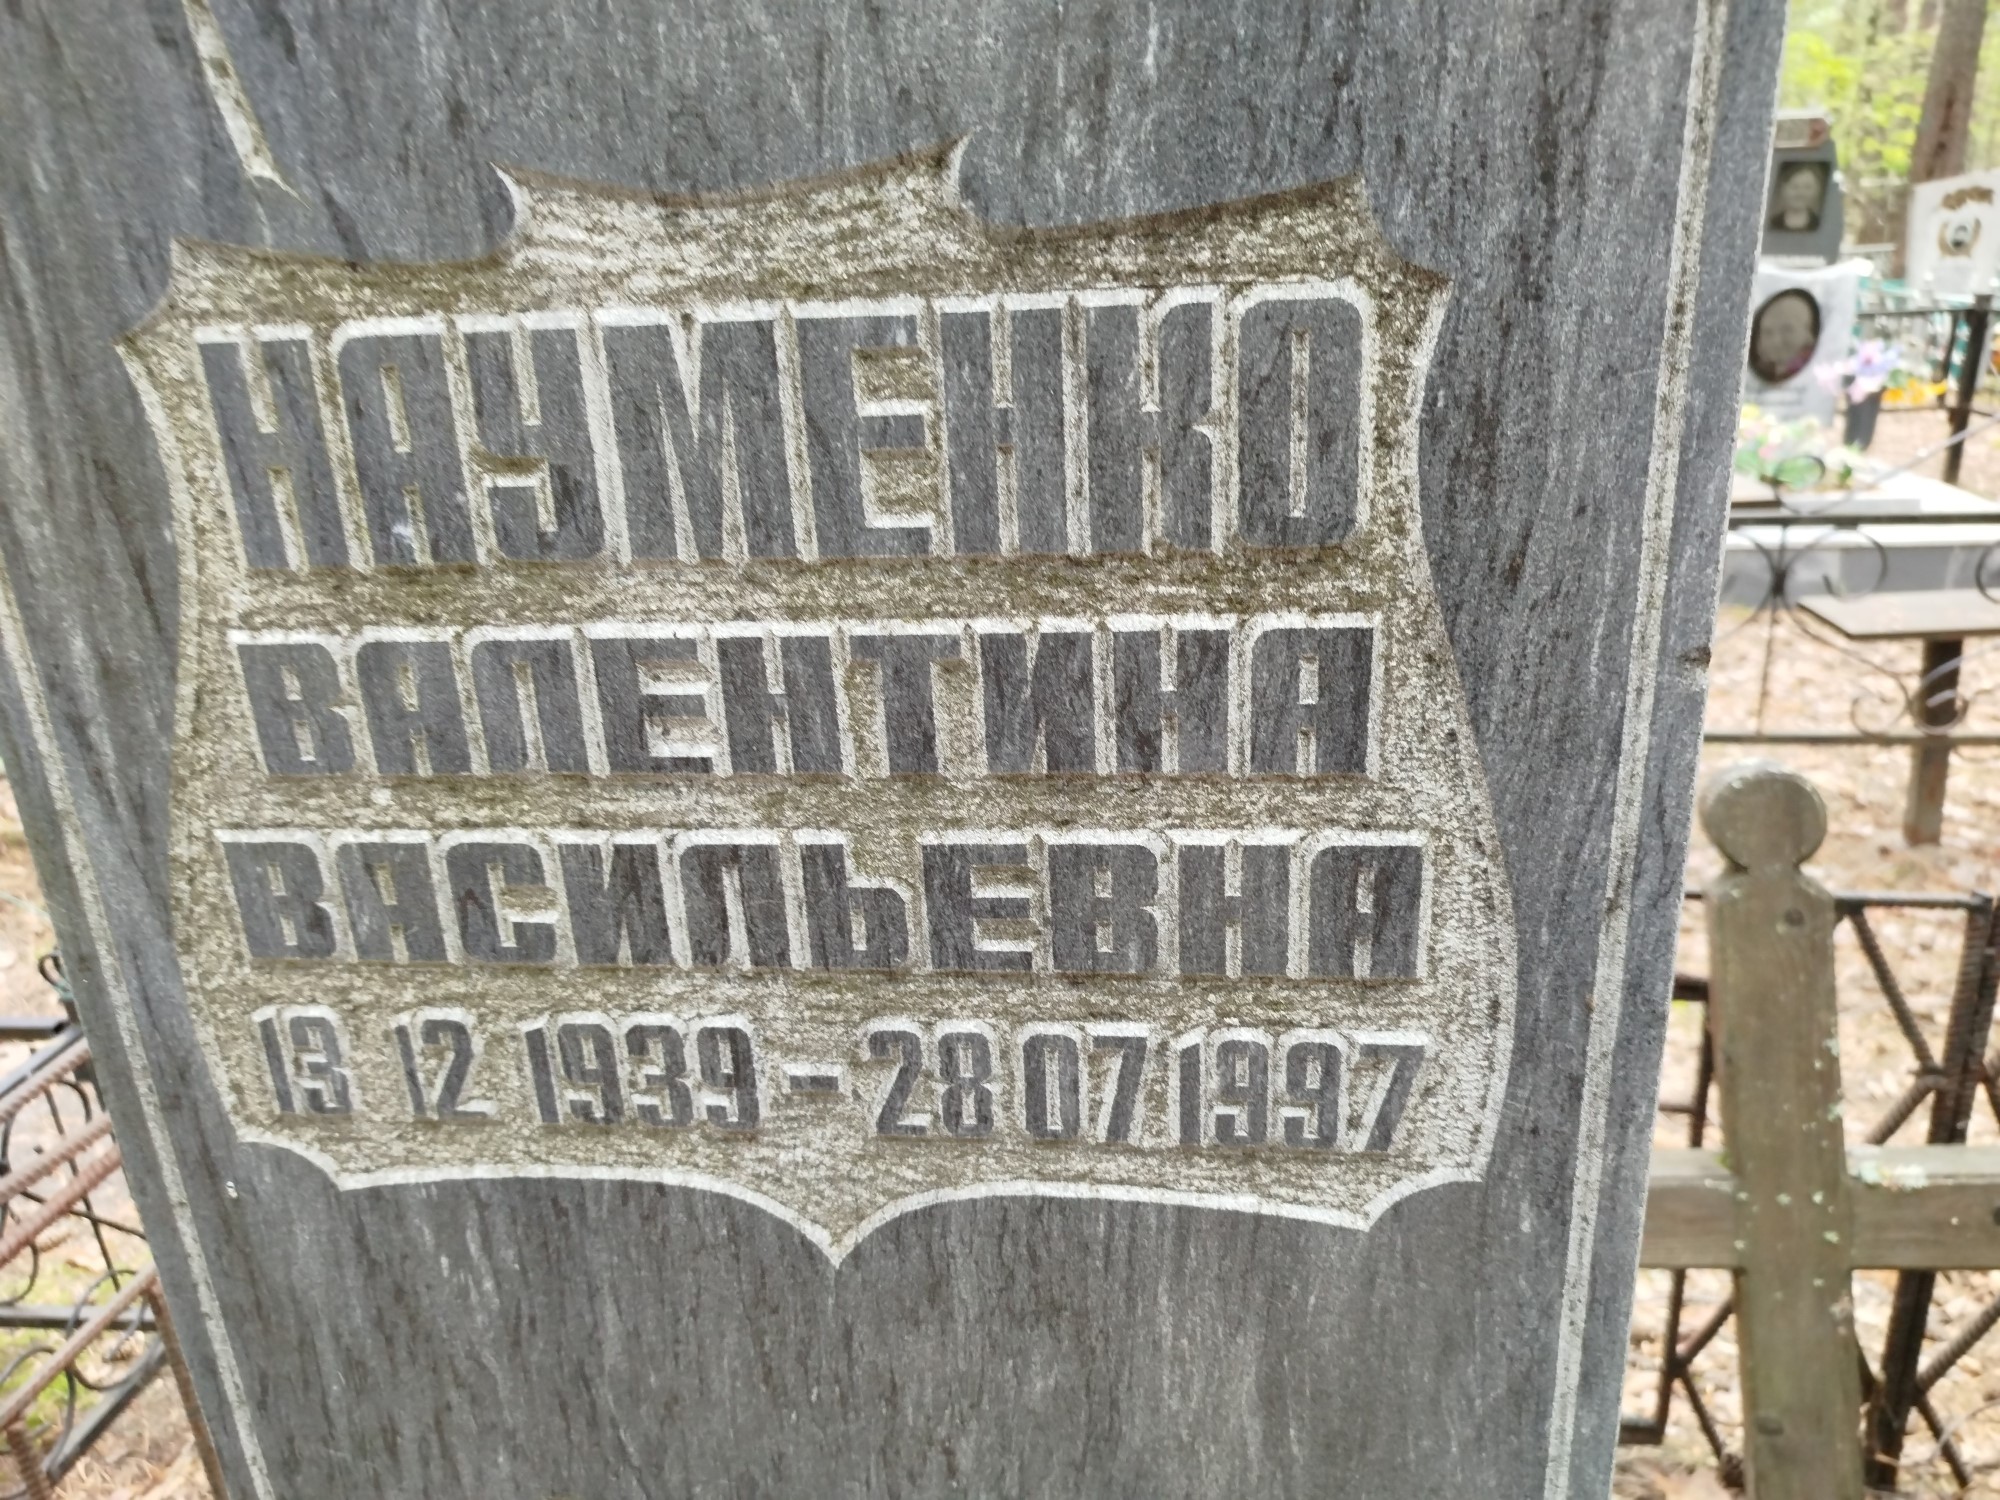 НАУМЕНКО
ВАЛЕНТИНА
ВАСИЛЬЕВНА
13 12 1939 – 28 07 1997